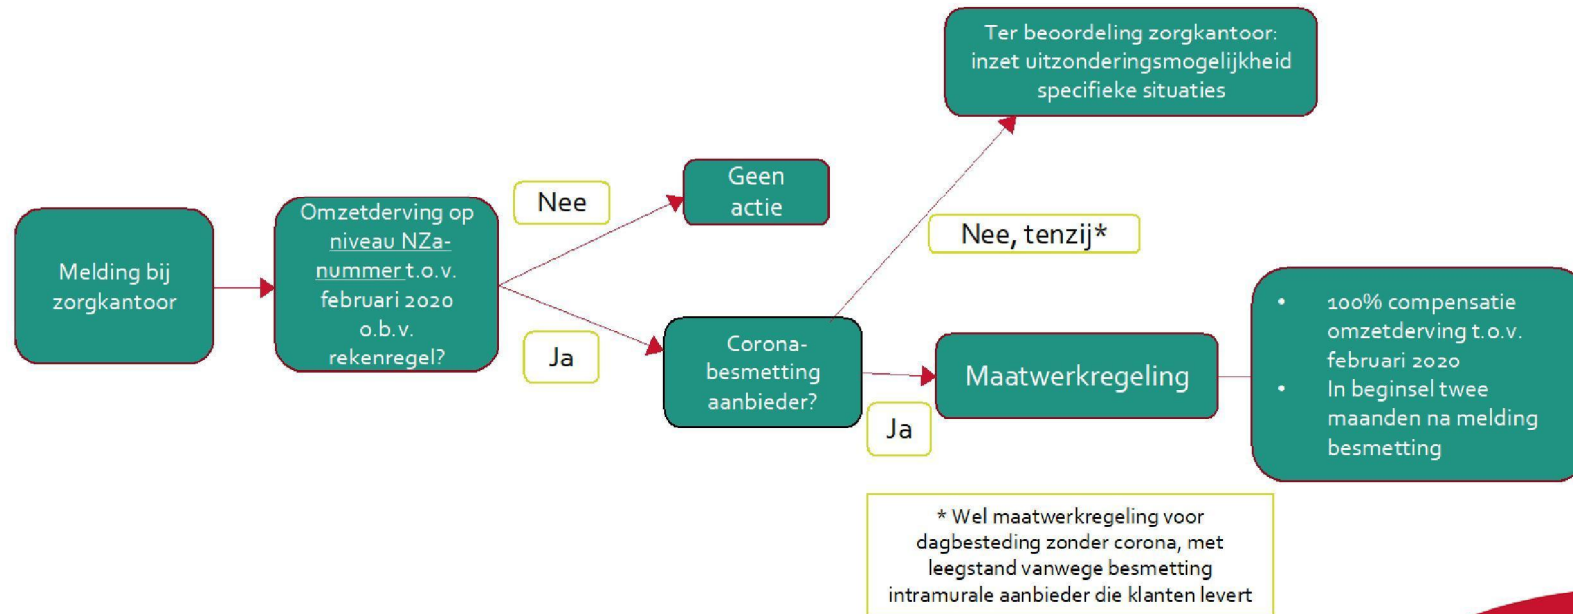 Melding bij
zorgkantoor
Omzetderving op
niveau NZa-
nummer t.o.v.
februari 2020
o.b.v.
rekenregel?
Nee
Geen
actie
Ja
Corona-
besmetting
aanbieder?
Nee, tenzij*
Ter beoordeling zorgkantoor:
inzet uitzonderingsmogelijkheid
specifieke situaties
Ja
Maatwerkregeling
• 100% compensatie
omzetderving t.o.v.
februari 2020
• In beginsel twee
maanden na melding
besmetting
* Wel maatwerkregeling voor
dagbesteding zonder corona, met
leegstand vanwege besmetting
intramurale aanbieder die klanten levert